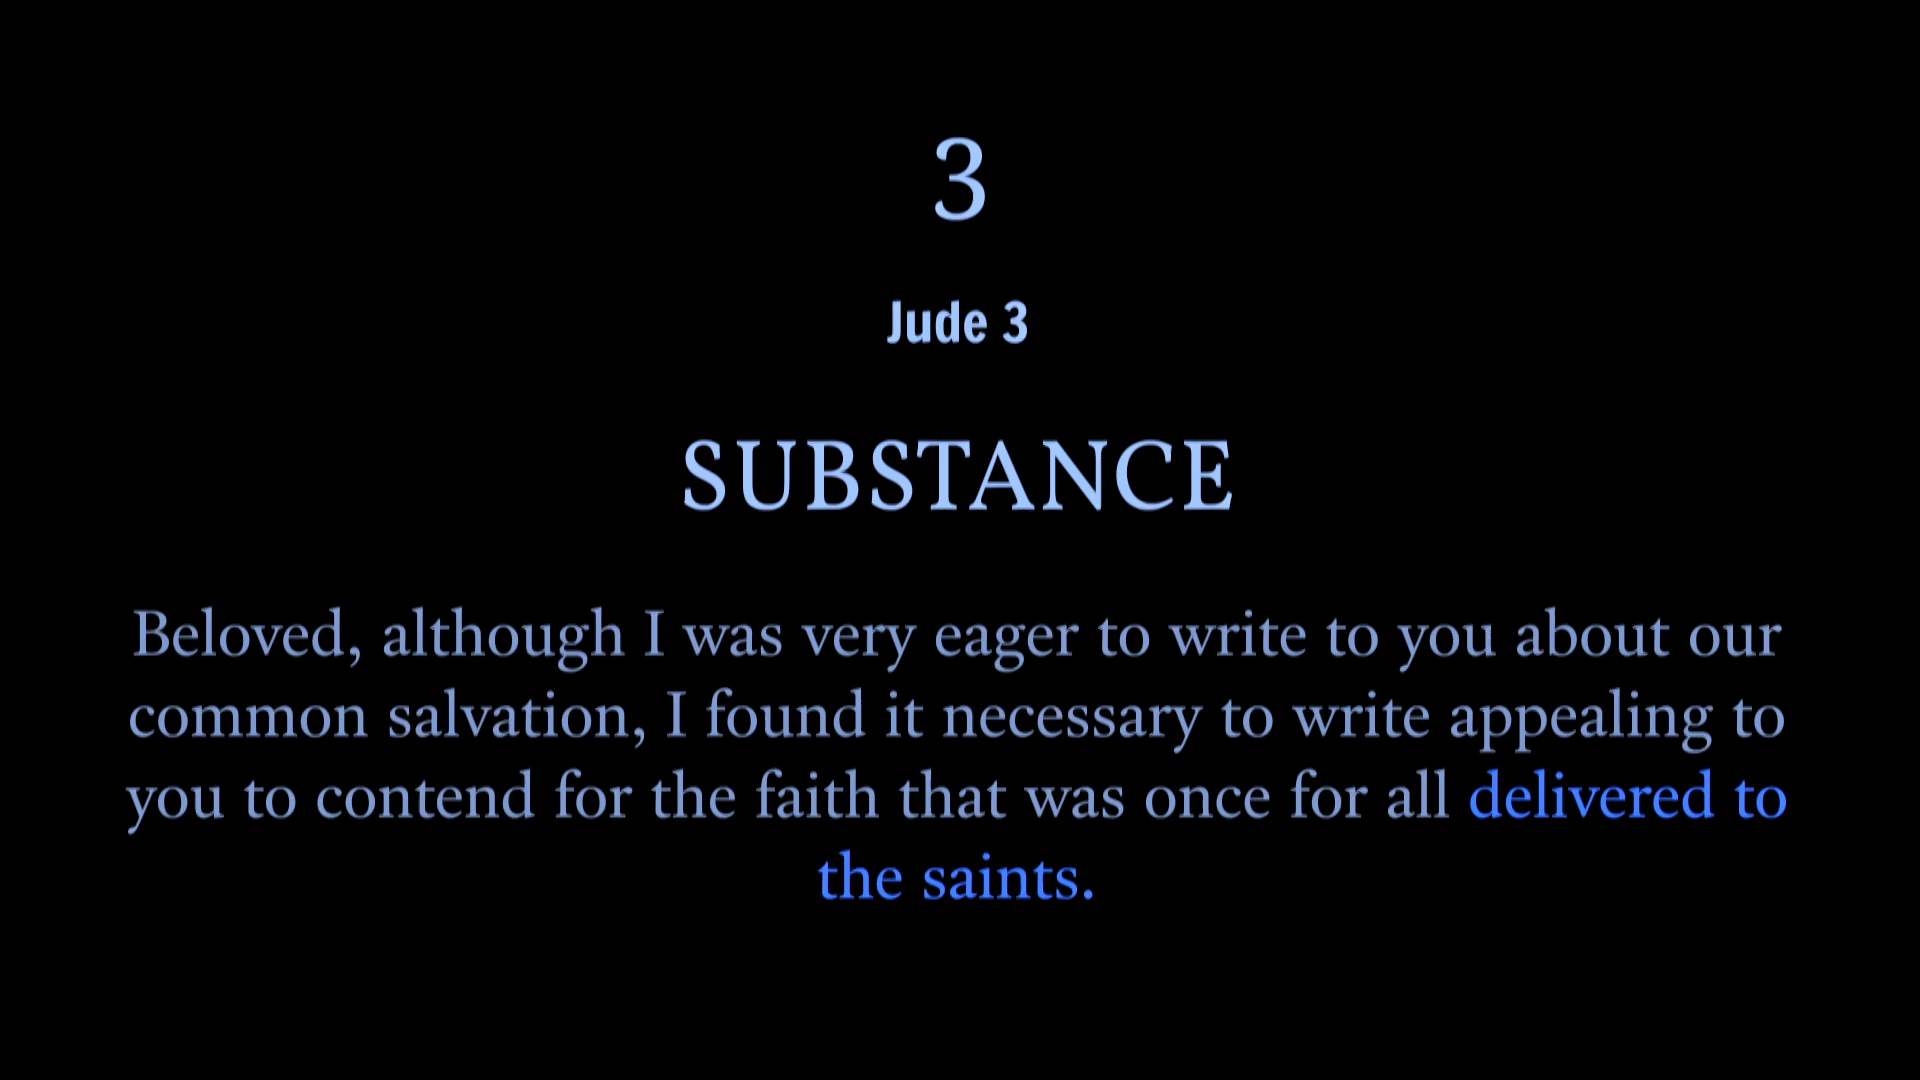 3
Jude 3
SUBSTANCE
Beloved, although I was very eager to write to you about our
common salvation, I found it necessary to write appealing to
you to contend for the faith that was once for all delivered to
the saints.